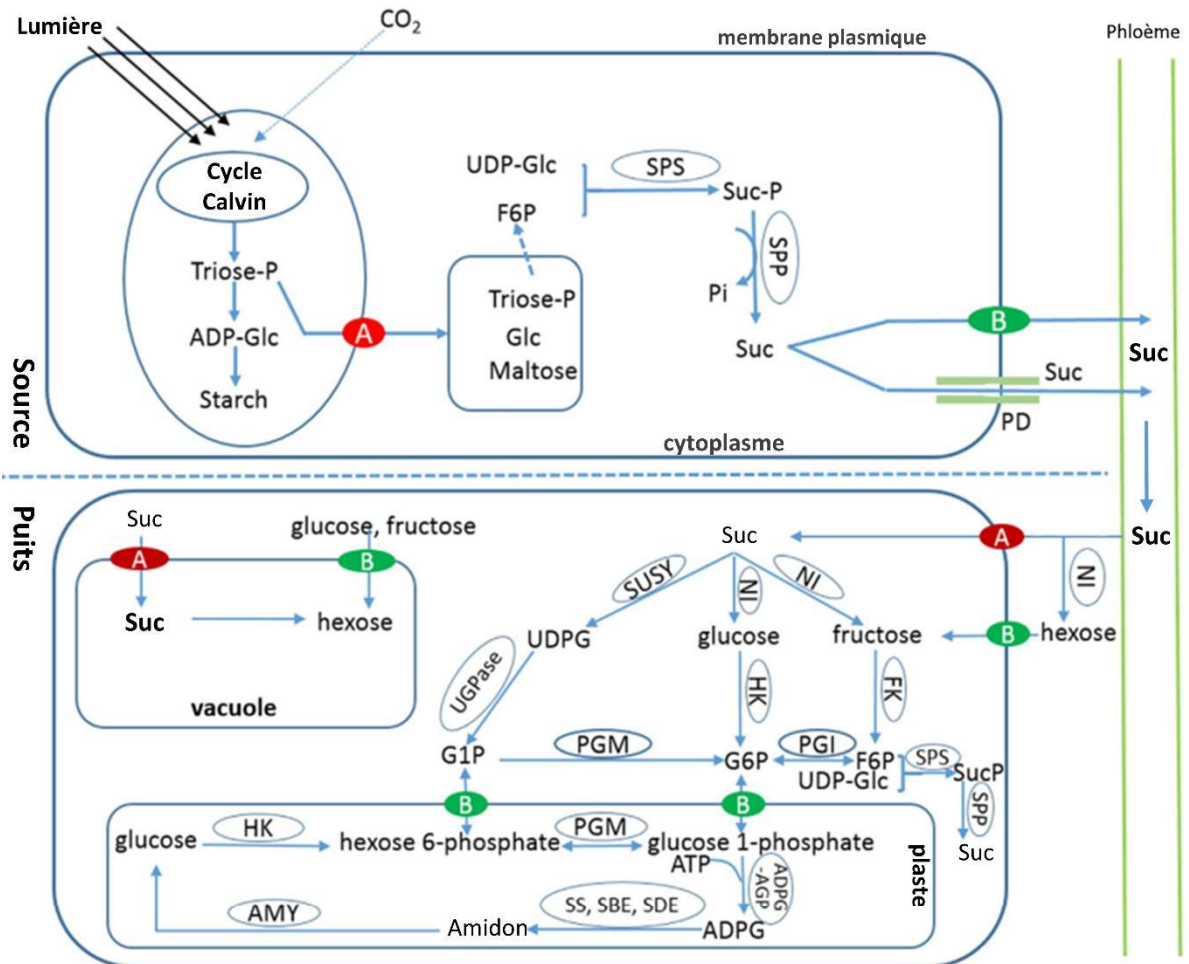 Lumière
CO₂
membrane plasmique
Phloème
Cycle
Calvin
UDP-Glc
SPS
Suc-P
F6P
SPP
Pi
Triose-P
ADP-Glc
Starch
A
Triose-P
Glc
Maltose
Suc
B
Suc
Suc
PD
Source
cytoplasme
Puits
Suc
glucose, fructose
A
B
Suc
hexose
vacuole
Suc
A
Suc
NI
B
hexose
SUSY
NI
NI
UDPG
glucose
fructose
UGPase
HK
FK
G1P
PGM
G6P
PGI
F6P
UDP-Glc
SPS
SucP
SPP
Suc
B
B
glucose
HK
hexose 6-phosphate
PGM
glucose 1-phosphate
ATP
ADPG
-AGP
plaste
AMY
Amidon
SS, SBE, SDE
ADPG